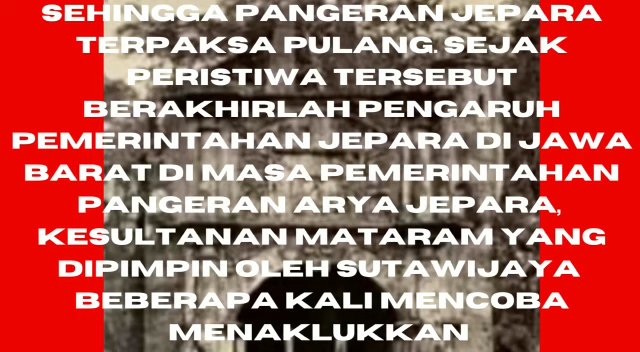 SEHINGGA PANGERAN JEPARA
TERPAKSA PULANG. SEJAK
PERISTIWA TERSEBUT
BERAKHIRLAH PENGARUH
PEMERINTAHAN JEPARA DI JAWA
BARAT DI MASA PEMERINTAHAN
PANGERAN ARYA JEPARA,
KESULTANAN MATARAM YANG
DIPIMPIN OLEH SUTAWIJAYA
BEBERAPA KALI MENCOBA
MENAKLUKKAN